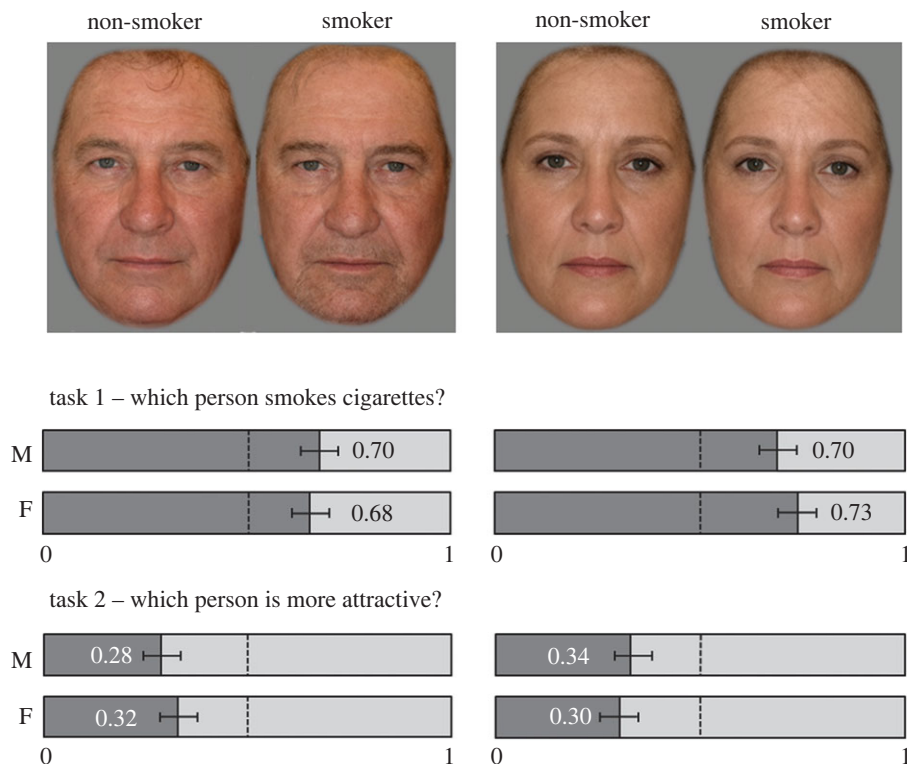 non-smoker smoker non-smoker smoker
task 1 – which person smokes cigarettes?
M 0.70 0.70
F 0.68 0.73
0 1 0 1
task 2 – which person is more attractive?
M 0.28 0.34
F 0.32 0.30
0 1 0 1